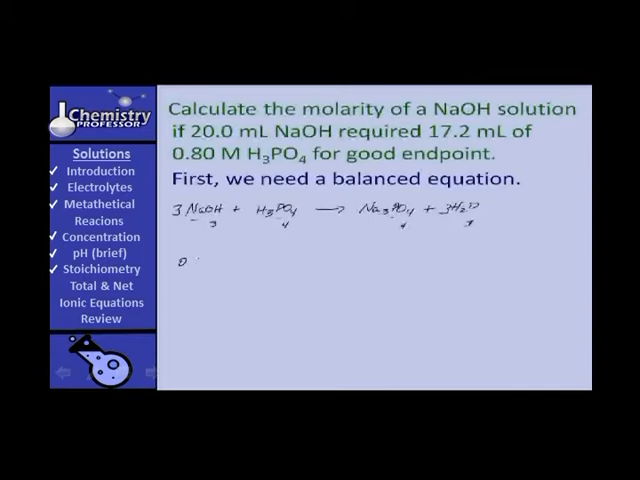 Chemistry
PROFESSOR
Solutions
✓ Introduction
✓ Electrolytes
✓ Metathetical
Reacions
✓ Concentration
✓ pH (brief)
✓ Stoichiometry
Total & Net
Ionic Equations
Review
Calculate the molarity of a NaOH solution
if 20.0 mL NaOH required 17.2 mL of
0.80 M H₃PO₄ for good endpoint.
First, we need a balanced equation.
3 NaOH + H₃PO₄ → Na₃PO₄ + 3H₂O